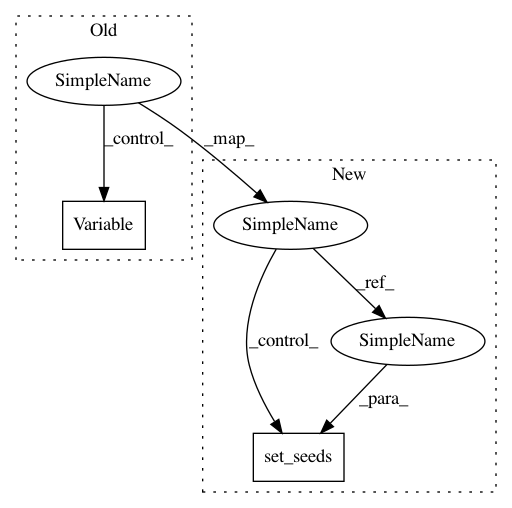 Old
SimpleName
_control_
_map_
Variable
New
SimpleName
_ref_
_control_
SimpleName
_para_
set_seeds